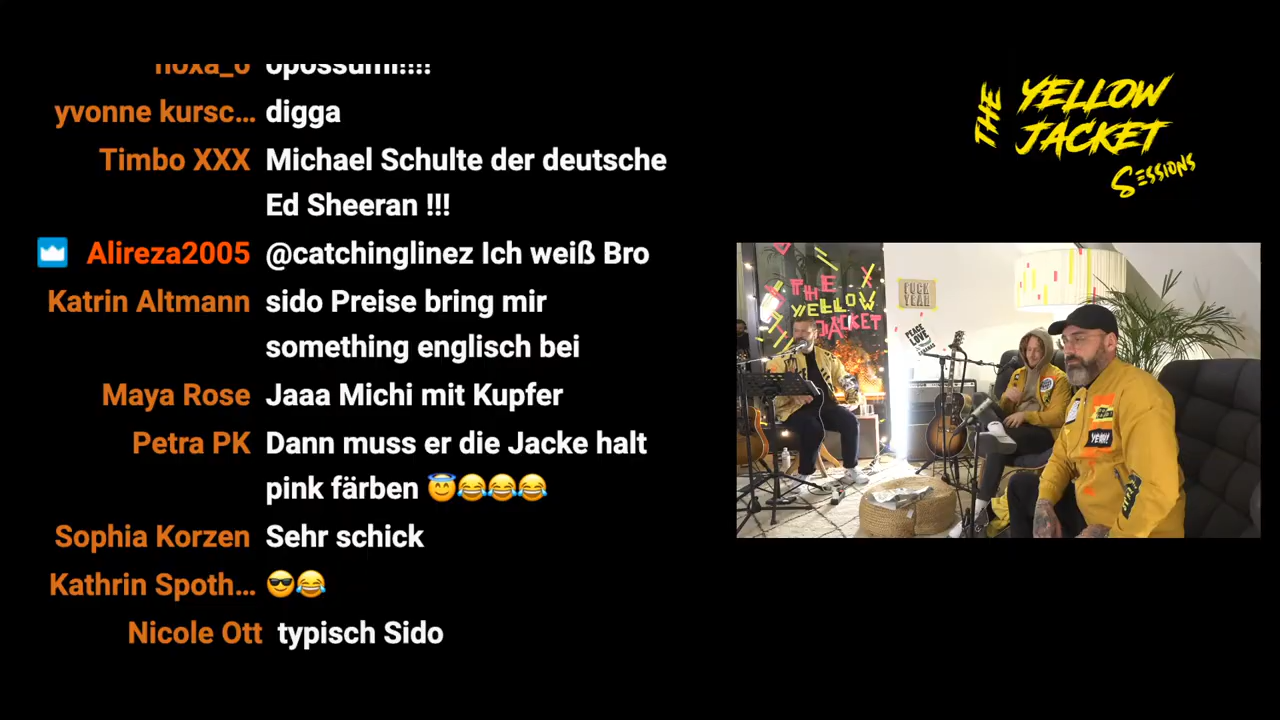 noxa_6 opossum!!!!
yvonne kursc... digga
Timbo XXX Michael Schulte der deutsche
Ed Sheeran !!!
Alireza2005 @catchinglinez Ich weiß Bro
Katrin Altmann sido Preise bring mir
something englisch bei
Maya Rose Jaaa Michi mit Kupfer
Petra PK Dann muss er die Jacke halt
pink färben 😇😂😂😂
Sophia Korzen Sehr schick
Kathrin Spoth... 😎😂
Nicole Ott typisch Sido
THE YELLOW
JACKET
SESSIONS
THE
YELLOW
JACKET
FUCK
YEAH
PEACE
LOVE
YEAH!